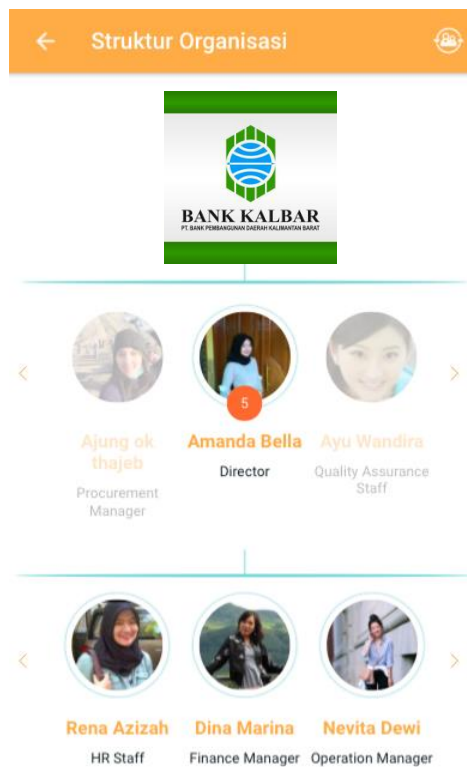 Struktur Organisasi
BANK KALBAR
PT. BANK PEMBANGUNAN DAERAH KALIMANTAN BARAT
5
Ajung ok
thajeb
Procurement
Manager
Amanda Bella
Director
Ayu Wandira
Quality Assurance
Staff
Rena Azizah
HR Staff
Dina Marina
Finance Manager
Nevita Dewi
Operation Manager